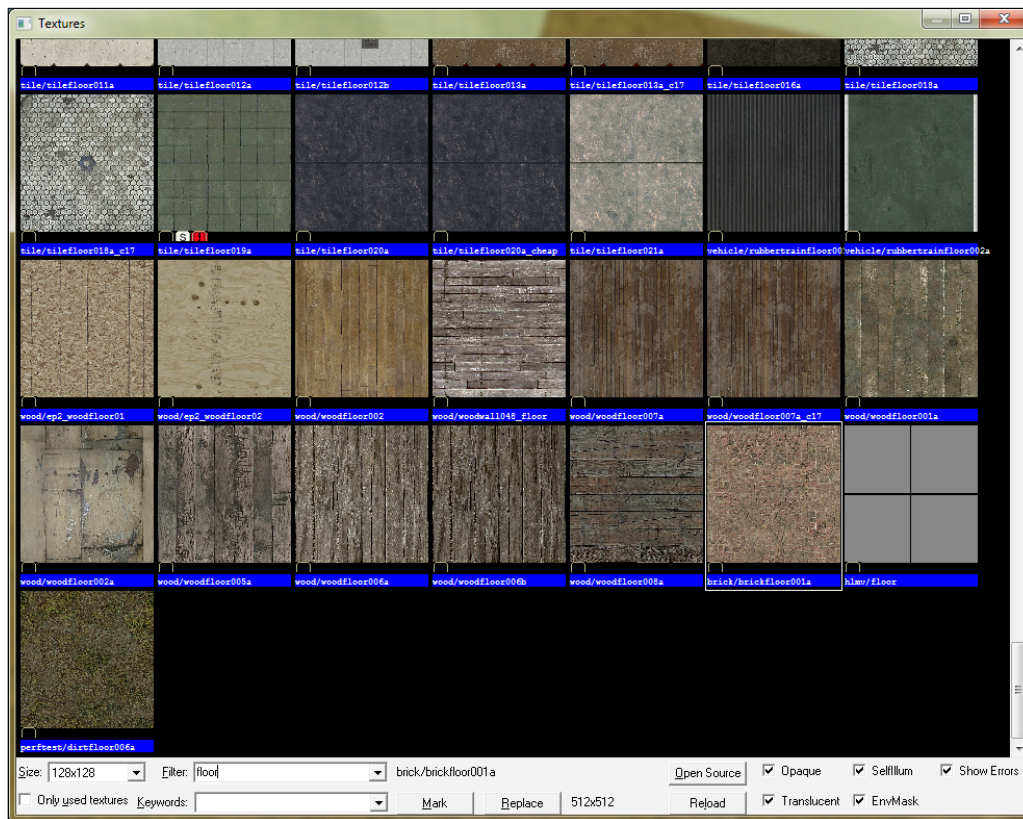 Textures
tile/tilefloor011a
tile/tilefloor012a
tile/tilefloor012b
tile/tilefloor013a
tile/tilefloor013a_c17
tile/tilefloor016a
tile/tilefloor018a
tile/tilefloor018a_c17
S
tile/tilefloor019a
tile/tilefloor020a
tile/tilefloor020a_cheap
tile/tilefloor021a
vehicle/rubbertrainfloor00
vehicle/rubbertrainfloor002a
wood/ep2_woodfloor01
wood/ep2_woodfloor02
wood/woodfloor002
wood/woodwall048_floor
wood/woodfloor007a
wood/woodfloor007a_c17
wood/woodfloor001a
wood/woodfloor002a
wood/woodfloor005a
wood/woodfloor006a
wood/woodfloor006b
wood/woodfloor008a
brick/brickfloor001a
hlmv/floor
perftest/dirtfloor006a
Size: 128x128 Filter: floor brick/brickfloor001a Open Source Opaque SelfIllum Show Errors
Only used textures Keywords: Mark Replace 512x512 Reload Translucent EnvMask